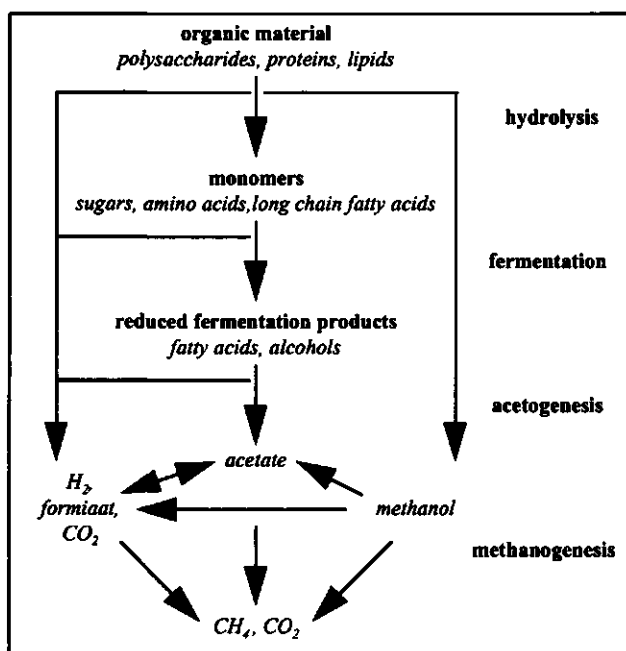 organic material
polysaccharides, proteins, lipids
hydrolysis
monomers
sugars, amino acids,long chain fatty acids
fermentation
reduced fermentation products
fatty acids, alcohols
acetogenesis
acetate
H2,
formiaat,
CO2
methanol
methanogenesis
CH4, CO2